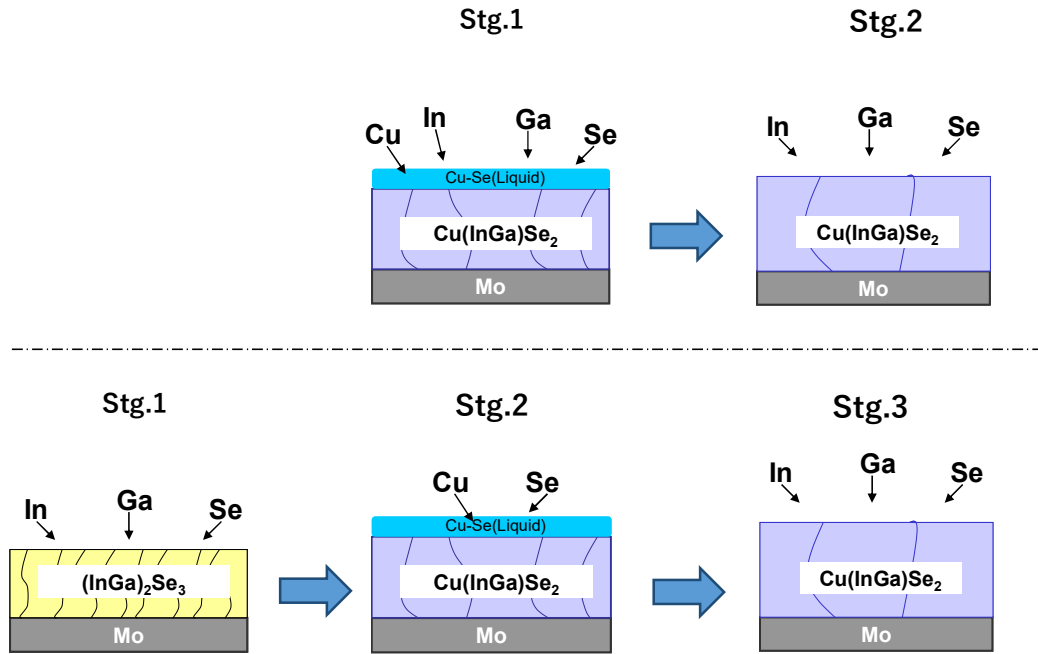 Stg.1
Stg.2
Cu In Ga Se
In Ga Se
Cu-Se(Liquid)
Cu(InGa)Se₂
Cu(InGa)Se₂
Mo
Mo
Stg.1
Stg.2
Stg.3
In Ga Se
Cu Se
In Ga Se
Cu-Se(Liquid)
(InGa)₂Se₃
Cu(InGa)Se₂
Cu(InGa)Se₂
Mo
Mo
Mo